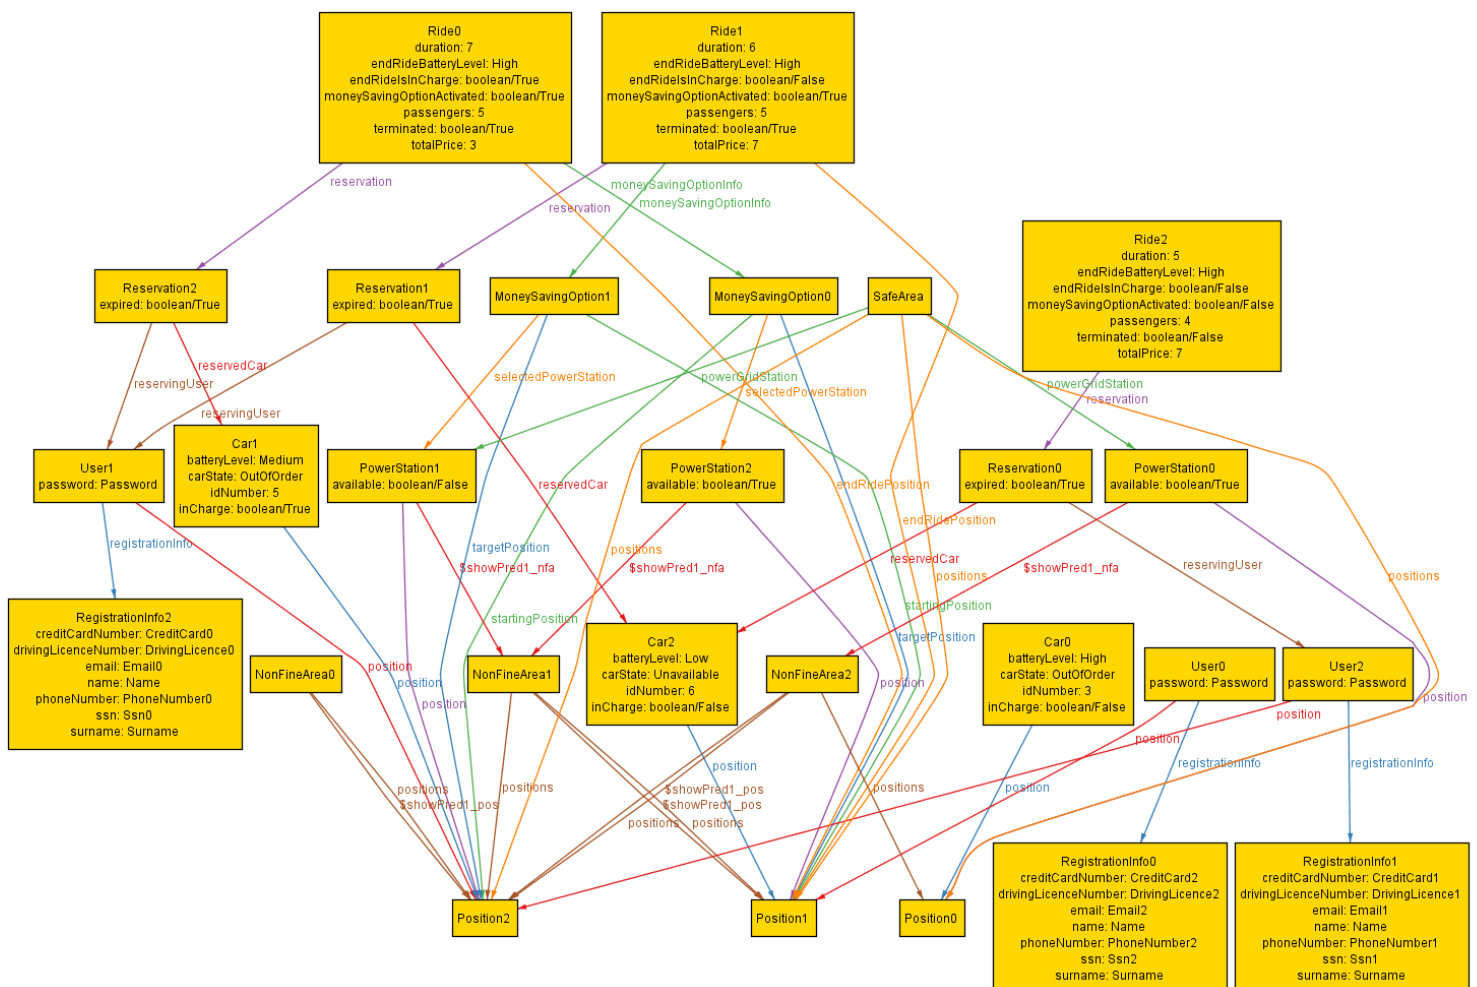 Ride0
duration: 7
endRideBatteryLevel: High
endRideIsInCharge: boolean/True
moneySavingOptionActivated: boolean/True
passengers: 5
terminated: boolean/True
totalPrice: 3
Ride1
duration: 6
endRideBatteryLevel: High
endRideIsInCharge: boolean/False
moneySavingOptionActivated: boolean/True
passengers: 5
terminated: boolean/True
totalPrice: 7
reservation
moneySavingOptionInfo
moneySavingOptionInfo
reservation
Ride2
duration: 5
endRideBatteryLevel: High
endRideIsInCharge: boolean/False
moneySavingOptionActivated: boolean/False
passengers: 4
terminated: boolean/False
totalPrice: 7
Reservation2
expired: boolean/True
Reservation1
expired: boolean/True
MoneySavingOption1
MoneySavingOption0
SafeArea
reservedCar
reservingUser
selectedPowerStation
powerGridStation
selectedPowerStation
powerGridStation
reservation
reservingUser
User1
password: Password
Car1
batteryLevel: Medium
carState: OutOfOrder
idNumber: 5
inCharge: boolean/True
PowerStation1
available: boolean/False
PowerStation2
available: boolean/True
Reservation0
expired: boolean/True
PowerStation0
available: boolean/True
reservedCar
endRidePosition
endRidePosition
registrationInfo
targetPosition
positions
reservedCar
$showPred1_nfa
$showPred1_nfa
$showPred1_nfa
reservingUser
positions
positions
startingPosition
startingPosition
targetPosition
RegistrationInfo2
creditCardNumber: CreditCard0
drivingLicenceNumber: DrivingLicence0
email: Email0
name: Name
phoneNumber: PhoneNumber0
ssn: Ssn0
surname: Surname
NonFineArea0
position
position
position
NonFineArea1
Car2
batteryLevel: Low
carState: Unavailable
idNumber: 6
inCharge: boolean/False
NonFineArea2
position
Car0
batteryLevel: High
carState: OutOfOrder
idNumber: 3
inCharge: boolean/False
User0
password: Password
User2
password: Password
position
position
position
registrationInfo
registrationInfo
position
position
positions
$showPred1_pos
positions
$showPred1_pos
$showPred1_pos
positions
positions
positions
Position2
Position1
Position0
RegistrationInfo0
creditCardNumber: CreditCard2
drivingLicenceNumber: DrivingLicence2
email: Email2
name: Name
phoneNumber: PhoneNumber2
ssn: Ssn2
surname: Surname
RegistrationInfo1
creditCardNumber: CreditCard1
drivingLicenceNumber: DrivingLicence1
email: Email1
name: Name
phoneNumber: PhoneNumber1
ssn: Ssn1
surname: Surname